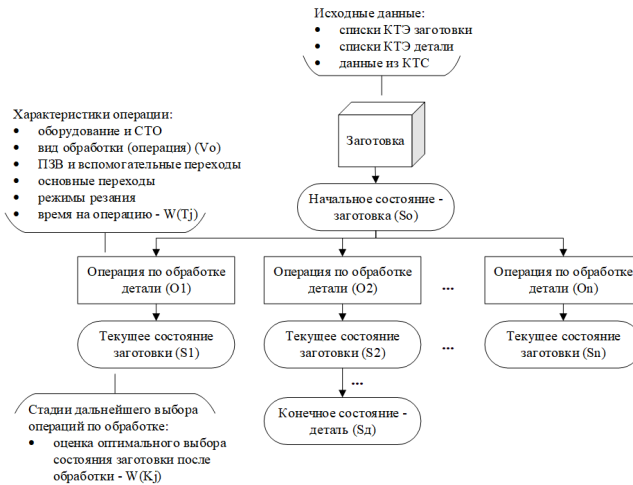 Исходные данные:
• списки КТЭ заготовки
• списки КТЭ детали
• данные из КТС
Характеристики операции:
• оборудование и СТО
• вид обработки (операция) (Vo)
• ПЗВ и вспомогательные переходы
• основные переходы
• режимы резания
• время на операцию - W(Tj)
Заготовка
Начальное состояние -
заготовка (So)
Операция по обработке
детали (O1)
Операция по обработке
детали (O2)
...
Операция по обработке
детали (On)
Текущее состояние
заготовки (S1)
Текущее состояние
заготовки (S2)
...
Текущее состояние
заготовки (Sn)
...
Стадии дальнейшего выбора
операций по обработке:
• оценка оптимального выбора
состояния заготовки после
обработки - W(Kj)
Конечное состояние -
деталь (Sд)